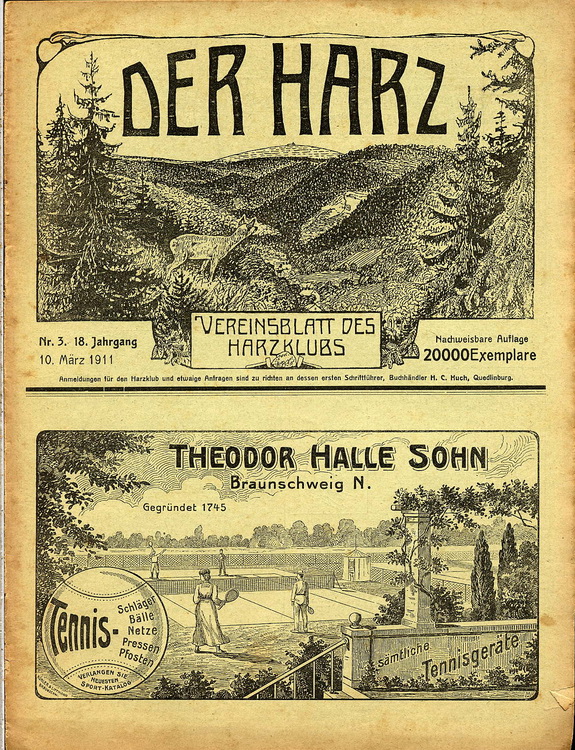 DER HARZ
VEREINSBLATT DES
HARZKLUBS
Nr. 3. 18. Jahrgang
10. März 1911
Nachweisbare Auflage
20000 Exemplare
Anmeldungen für den Harzklub und etwaige Anfragen sind zu richten an dessen ersten Schriftführer, Buchhändler H. C. Huch, Quedlinburg.
THEODOR HALLE SOHN
Braunschweig N.
Gegründet 1745
Tennis-
Schläger
Bälle
Netze
Pressen
Pfosten
VERLANGEN SIE
NEUESTEN
SPORT-KATALOG
sämtliche Tennisgeräte